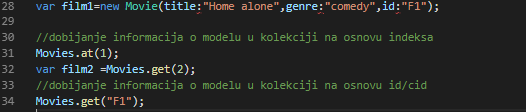 28 var film1=new Movie(title:"Home alone",genre:"comedy",id:"F1");
29
30 //dobijanje informacija o modelu u kolekciji na osnovu indeksa
31 Movies.at(1);
32 var film2 =Movies.get(2);
33 //dobijanje informacija o modelu u kolekciji na osnovu id/cid
34 Movies.get("F1");